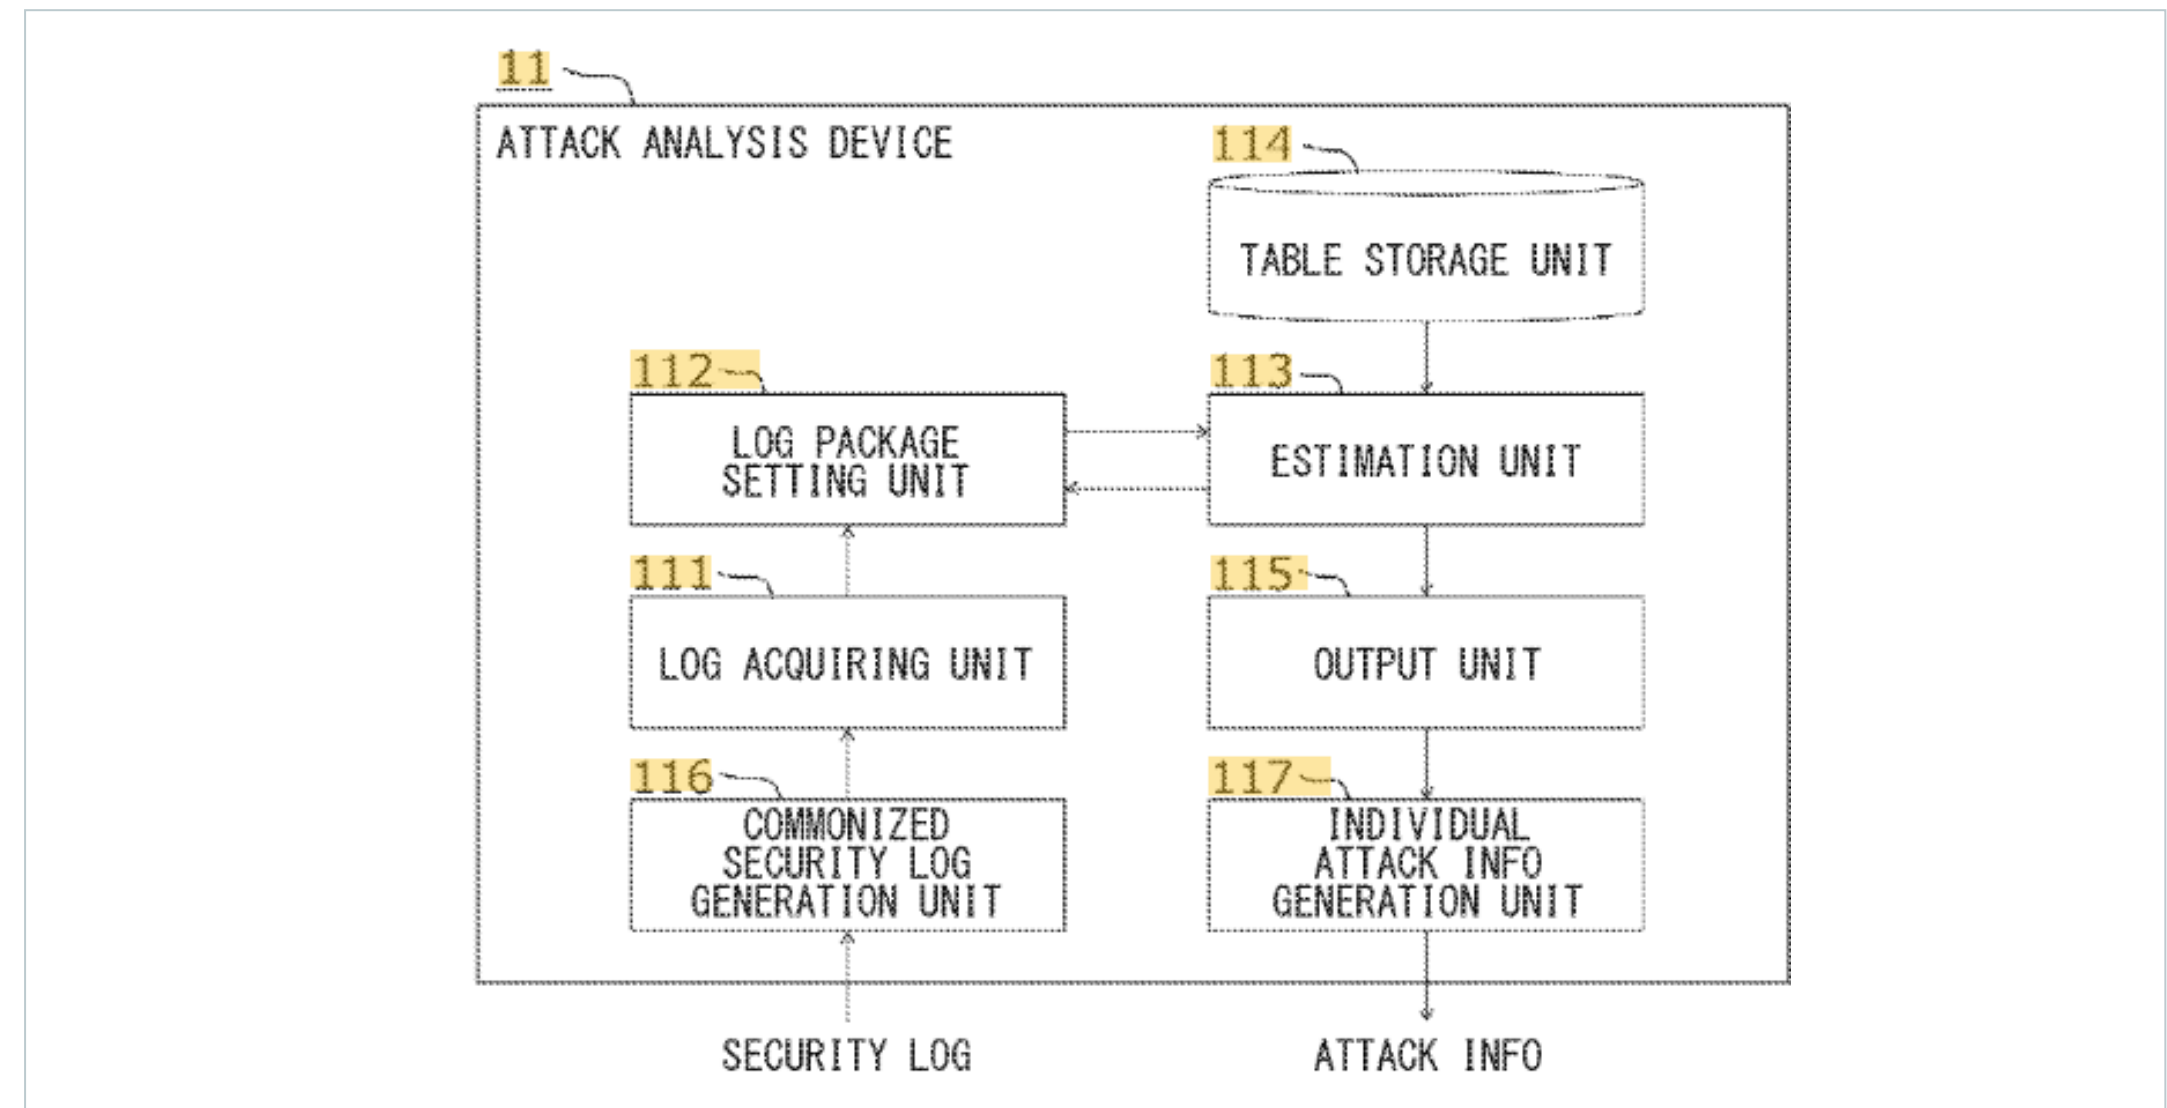 11
ATTACK ANALYSIS DEVICE
114
TABLE STORAGE UNIT
112
LOG PACKAGE
SETTING UNIT
113
ESTIMATION UNIT
111
LOG ACQUIRING UNIT
115
OUTPUT UNIT
116
COMMONIZED
SECURITY LOG
GENERATION UNIT
117
INDIVIDUAL
ATTACK INFO
GENERATION UNIT
SECURITY LOG
ATTACK INFO